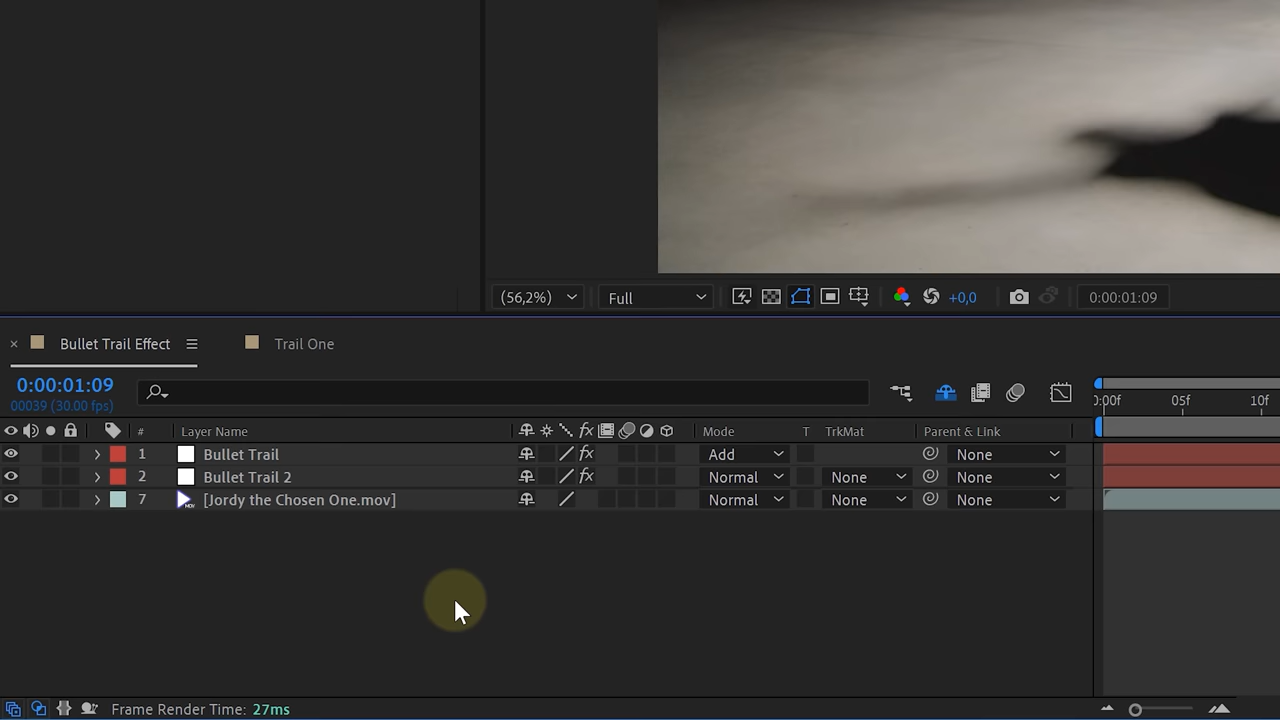 (56,2%) Full +0,0 0:00:01:09
Bullet Trail Effect Trail One
0:00:01:09
00039 (30.00 fps)
0:00f 05f 10f
# Layer Name Mode T TrkMat Parent & Link
1 Bullet Trail Add None
2 Bullet Trail 2 Normal None None
7 [Jordy the Chosen One.mov] Normal None None
Frame Render Time: 27ms